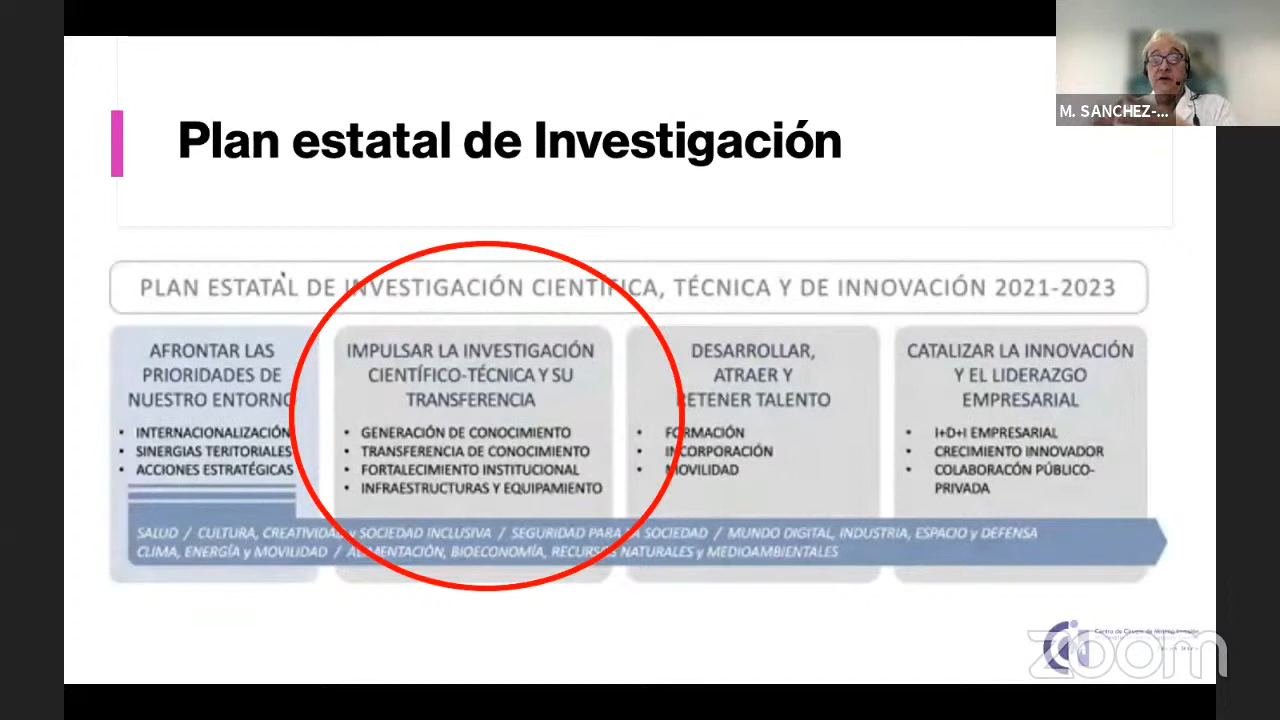 M. SANCHEZ-...
Plan estatal de Investigación
PLAN ESTATAL DE INVESTIGACIÓN CIENTÍFICA, TÉCNICA Y DE INNOVACIÓN 2021-2023
AFRONTAR LAS
PRIORIDADES DE
NUESTRO ENTORNO
• INTERNACIONALIZACIÓN
• SINERGIAS TERITORIALES
• ACCIONES ESTRATÉGICAS
IMPULSAR LA INVESTIGACIÓN
CIENTÍFICO-TÉCNICA Y SU
TRANSFERENCIA
• GENERACIÓN DE CONOCIMIENTO
• TRANSFERENCIA DE CONOCIMIENTO
• FORTALECIMIENTO INSTITUCIONAL
• INFRAESTRUCTURAS Y EQUIPAMIENTO
DESARROLLAR,
ATRAER Y
RETENER TALENTO
• FORMACIÓN
• INCORPORACIÓN
• MOVILIDAD
CATALIZAR LA INNOVACIÓN
Y EL LIDERAZGO
EMPRESARIAL
• I+D+I EMPRESARIAL
• CRECIMIENTO INNOVADOR
• COLABORACÓN PÚBLICO-
PRIVADA
SALUD / CULTURA, CREATIVIDAD y SOCIEDAD INCLUSIVA / SEGURIDAD PARA LA SOCIEDAD / MUNDO DIGITAL, INDUSTRIA, ESPACIO y DEFENSA
CLIMA, ENERGÍA y MOVILIDAD / ALIMENTACIÓN, BIOECONOMÍA, RECURSOS NATURALES y MEDIOAMBIENTALES
zoom